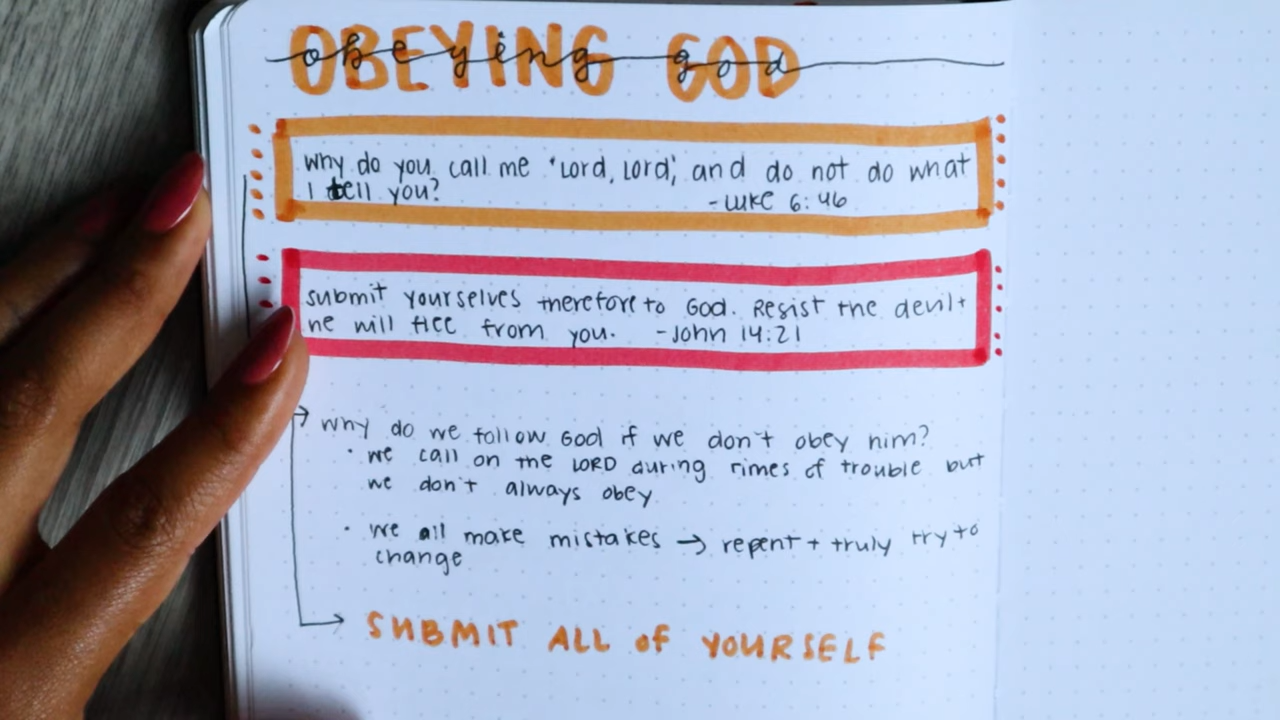 OBEYING GOD
obeying god
why do you call me 'Lord, Lord,' and do not do what
I tell you?
-Luke 6:46
submit yourselves therefore to God. Resist the devil +
he will flee from you. -John 14:21
why do we follow God if we don't obey him?
• we call on the LORD during times of trouble but
we don't always obey
• we all make mistakes → repent + truly try to
change
SUBMIT ALL OF YOURSELF